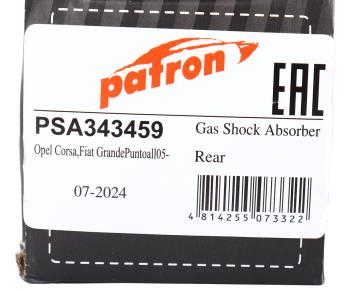 patron
EAC
PSA343459
Gas Shock Absorber
Opel Corsa,Fiat GrandePuntoall05-
Rear
07-2024
4 814255 073322